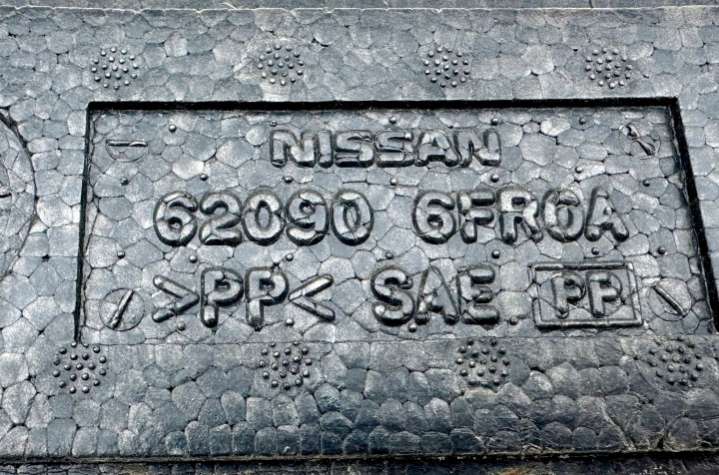 NISSAN
62090 6FR0A
>PP< SAE PP